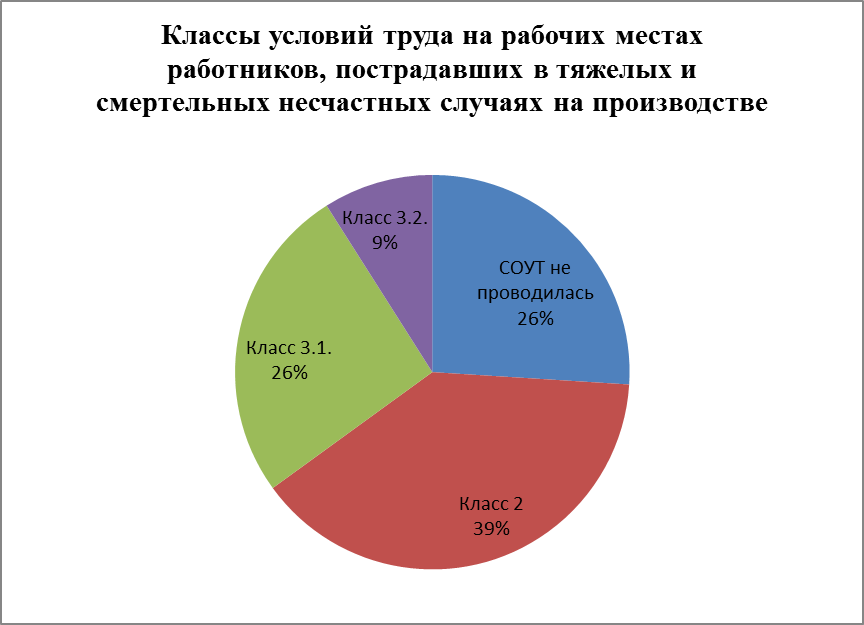 Классы условий труда на рабочих местах
работников, пострадавших в тяжелых и
смертельных несчастных случаях на производстве
Класс 3.2.
9%
СОУТ не
проводилась
26%
Класс 3.1.
26%
Класс 2
39%